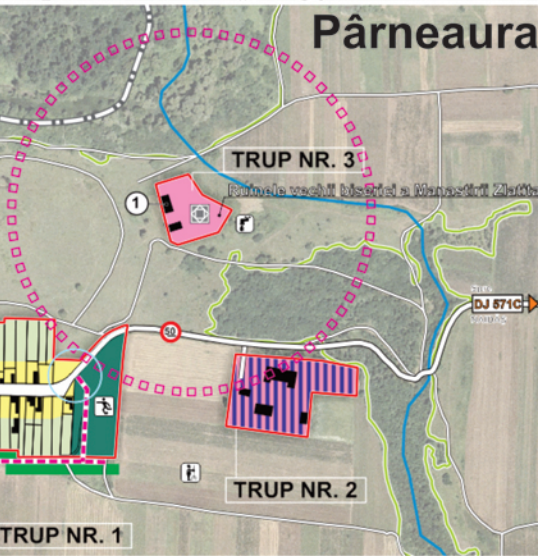 Pârneaura
TRUP NR. 3
Ruinele vechii biserici a Manastirii Zlatita
1
50
DJ 571C
TRUP NR. 2
TRUP NR. 1